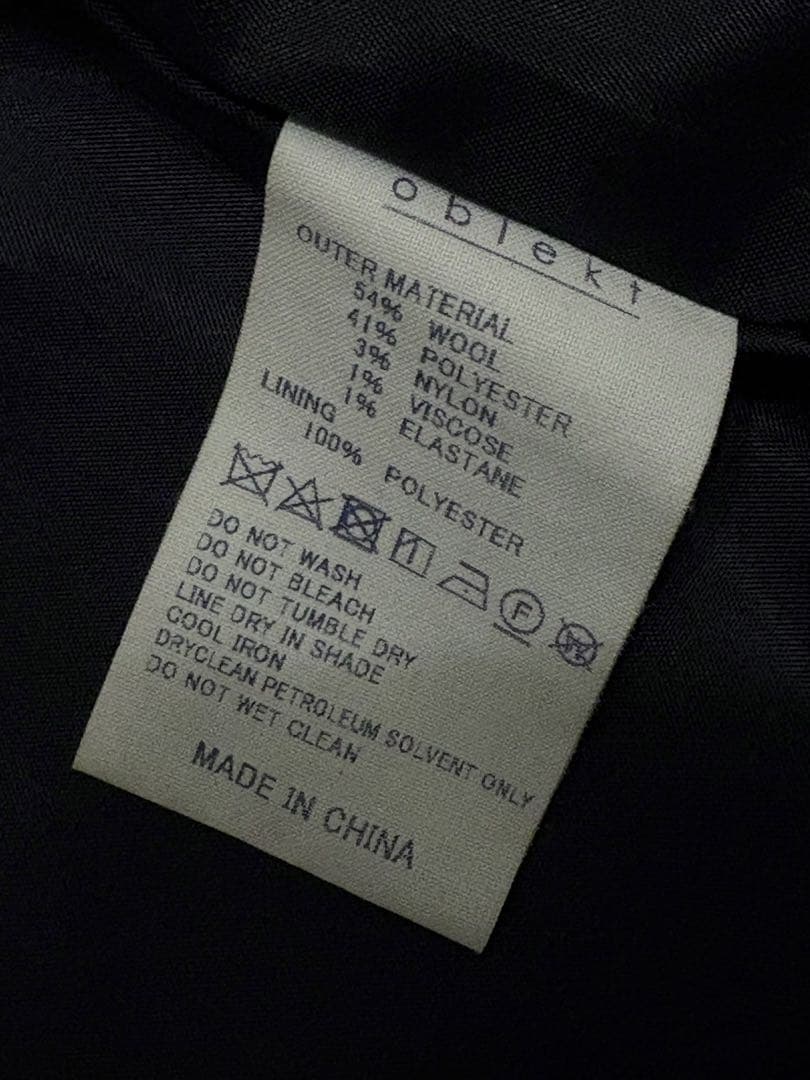 oblekt
OUTER MATERIAL
54% WOOL
41% POLYESTER
3% NYLON
1% VISCOSE
1% ELASTANE
LINING
100% POLYESTER
F
DO NOT WASH
DO NOT BLEACH
DO NOT TUMBLE DRY
LINE DRY IN SHADE
COOL IRON
DRYCLEAN PETROLEUM SOLVENT ONLY
DO NOT WET CLEAN
MADE IN CHINA